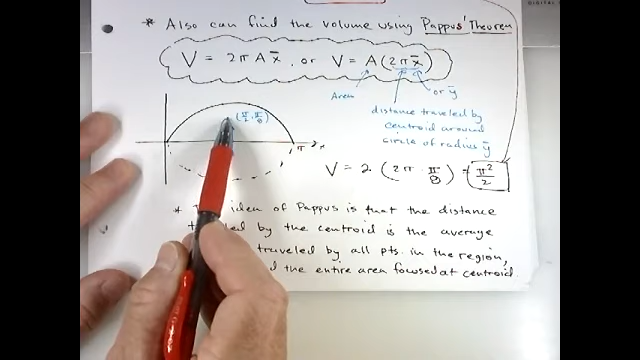 * Also can find the volume using Pappus' Theorem
V = 2π A x̄, or V = A (2π x̄)
Area
or ȳ
distance traveled by
centroid around
circle of radius ȳ
(π/2, π/8)
π x
V = 2 (2π · π/8) = π²/2
* idea of Pappus is that the distance
by the centroid is the average
traveled by all pts. in the region,
the entire area focused at centroid.